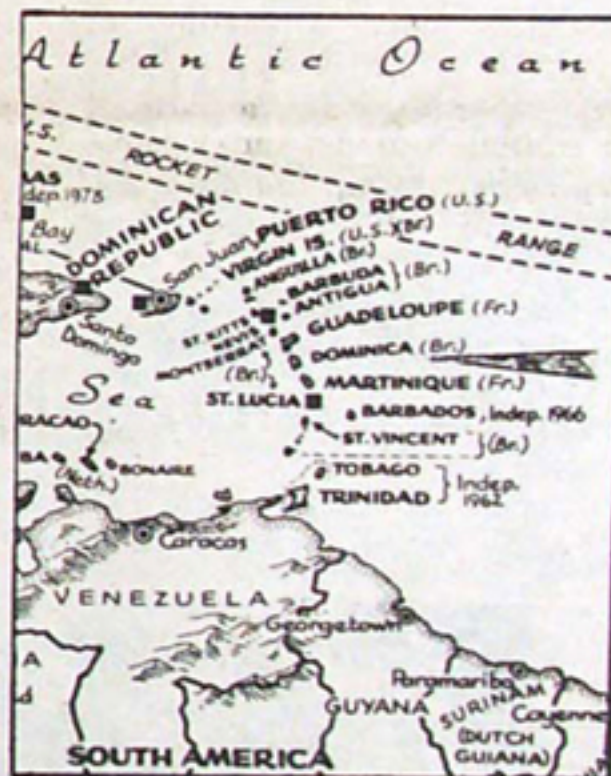 Atlantic Ocean
U.S. ROCKET RANGE
dep. 1973
Bay
DOMINICAN REPUBLIC
San Juan, PUERTO RICO (U.S.)
VIRGIN IS. (U.S.)(Br.)
ANGUILLA (Br.)
BARBUDA
ANTIGUA } (Br.)
Santo Domingo
ST. KITTS
NEVIS
MONTSERRAT
(Br.)
GUADELOUPE (Fr.)
DOMINICA (Br.)
MARTINIQUE (Fr.)
Sea
ST. LUCIA
BARBADOS, Indep. 1966
ST. VINCENT } (Br.)
RACAO
BA (Neth.) BONAIRE
TOBAGO
TRINIDAD } Indep. 1962
Caracas
VENEZUELA
Georgetown
Paramaribo
GUYANA
SURINAM
(DUTCH GUIANA)
Cayenne
SOUTH AMERICA